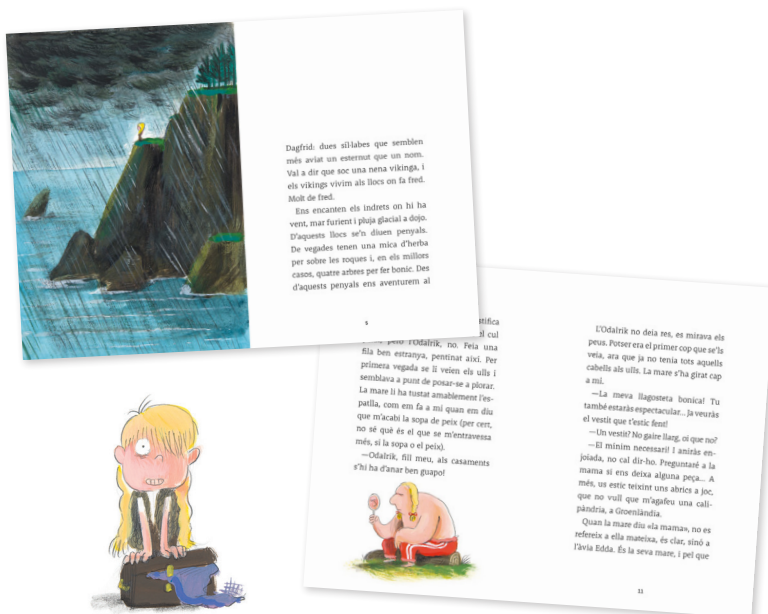 Dagfrid: dues síl·labes que semblen
més aviat un esternut que un nom.
Val a dir que soc una nena vikinga, i
els vikings vivim als llocs on fa fred.
Molt de fred.
Ens encanten els indrets on hi ha
vent, mar furient i pluja glacial a dojo.
D'aquests llocs se'n diuen penyals.
De vegades tenen una mica d'herba
per sobre les roques i, en els millors
casos, quatre arbres per fer bonic. Des
d'aquests penyals ens aventurem al
5
el cul
però l'Odalrik, no. Feia una
fila ben estranya, pentinat així. Per
primera vegada se li veien els ulls i
semblava a punt de posar-se a plorar.
La mare li ha tustat amablement l'es-
patlla, com em fa a mi quan em diu
que m'acabi la sopa de peix (per cert,
no sé què és el que se m'entravessa
més, si la sopa o el peix).
—Odalrik, fill meu, als casaments
s'hi ha d'anar ben guapo!
L'Odalrik no deia res, es mirava els
peus. Potser era el primer cop que se'ls
veia, ara que ja no tenia tots aquells
cabells als ulls. La mare s'ha girat cap
a mi.
—La meva llagosteta bonica! Tu
també estaràs espectacular... Ja veuràs
el vestit que t'estic fent!
—Un vestit? No gaire llarg, oi que no?
—El mínim necessari! I aniràs en-
joiada, no cal dir-ho. Preguntaré a la
mama si ens deixa alguna peça... A
més, us estic teixint uns abrics a joc,
que no vull que m'agafeu una cali-
pàndria, a Groenlàndia.
Quan la mare diu «la mama», no es
refereix a ella mateixa, és clar, sinó a
l'àvia Edda. És la seva mare, i pel que
11